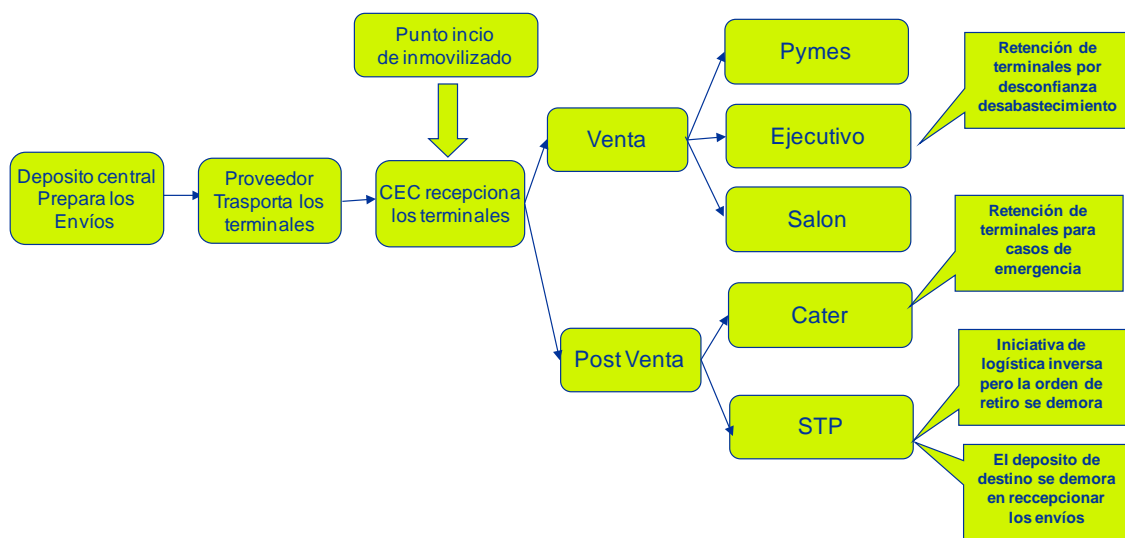 Punto incio
de inmovilizado
Deposito central
Prepara los
Envíos
Proveedor
Trasporta los
terminales
CEC recepciona
los terminales
Venta
Post Venta
Pymes
Ejecutivo
Salon
Cater
STP
Retención de
terminales por
desconfianza
desabastecimiento
Retención de
terminales para
casos de
emergencia
Iniciativa de
logística inversa
pero la orden de
retiro se demora
El deposito de
destino se demora
en reccepcionar
los envíos